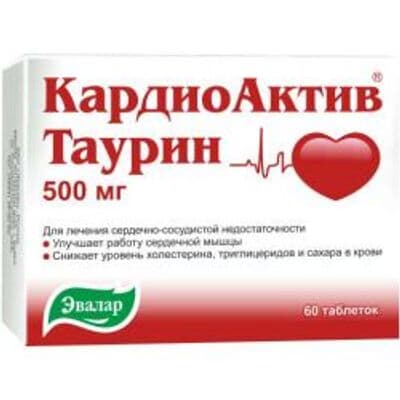 КардиоАктив®
Таурин
500 мг
Для лечения сердечно-сосудистой недостаточности
• Улучшает работу сердечной мышцы
• Снижает уровень холестерина, триглицеридов и сахара в крови
Эвалар
60 таблеток